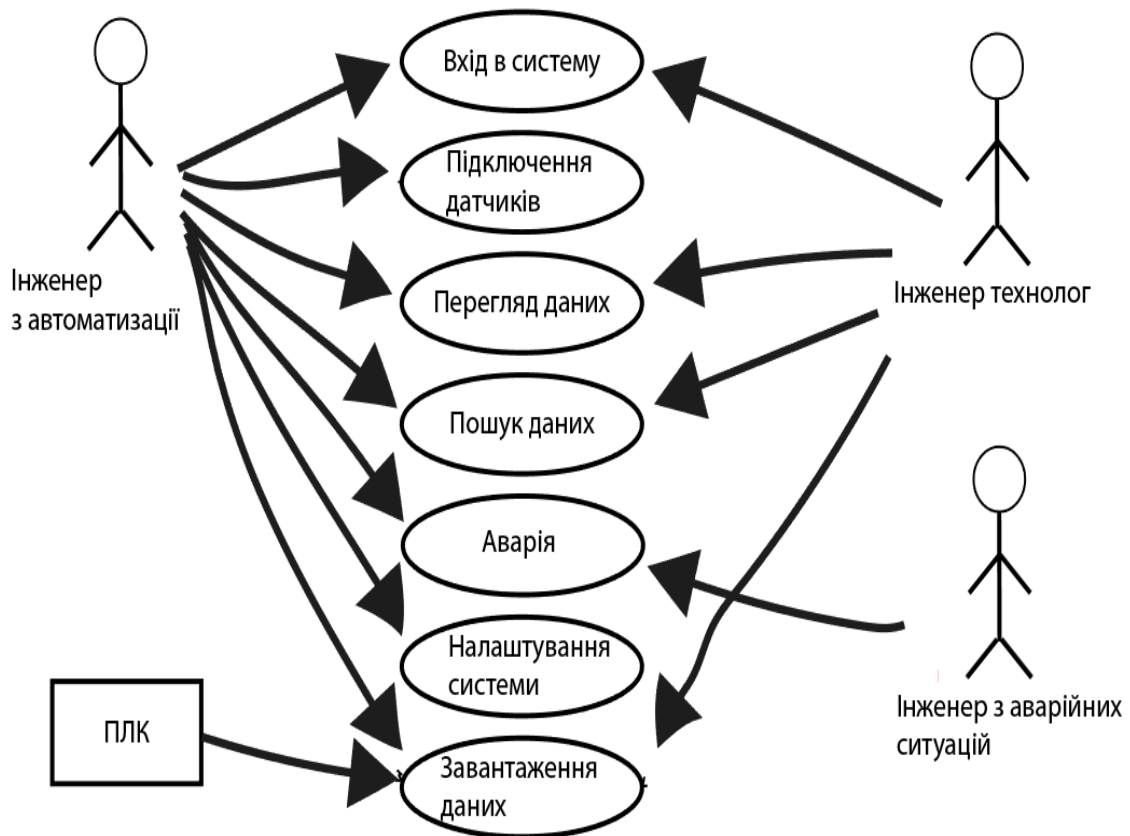 Вхід в систему
Підключення
датчиків
Інженер
з автоматизації
Перегляд даних
Інженер технолог
Пошук даних
Аварія
Налаштування
системи
Інженер з аварійних
ситуацій
ПЛК
Завантаження
даних